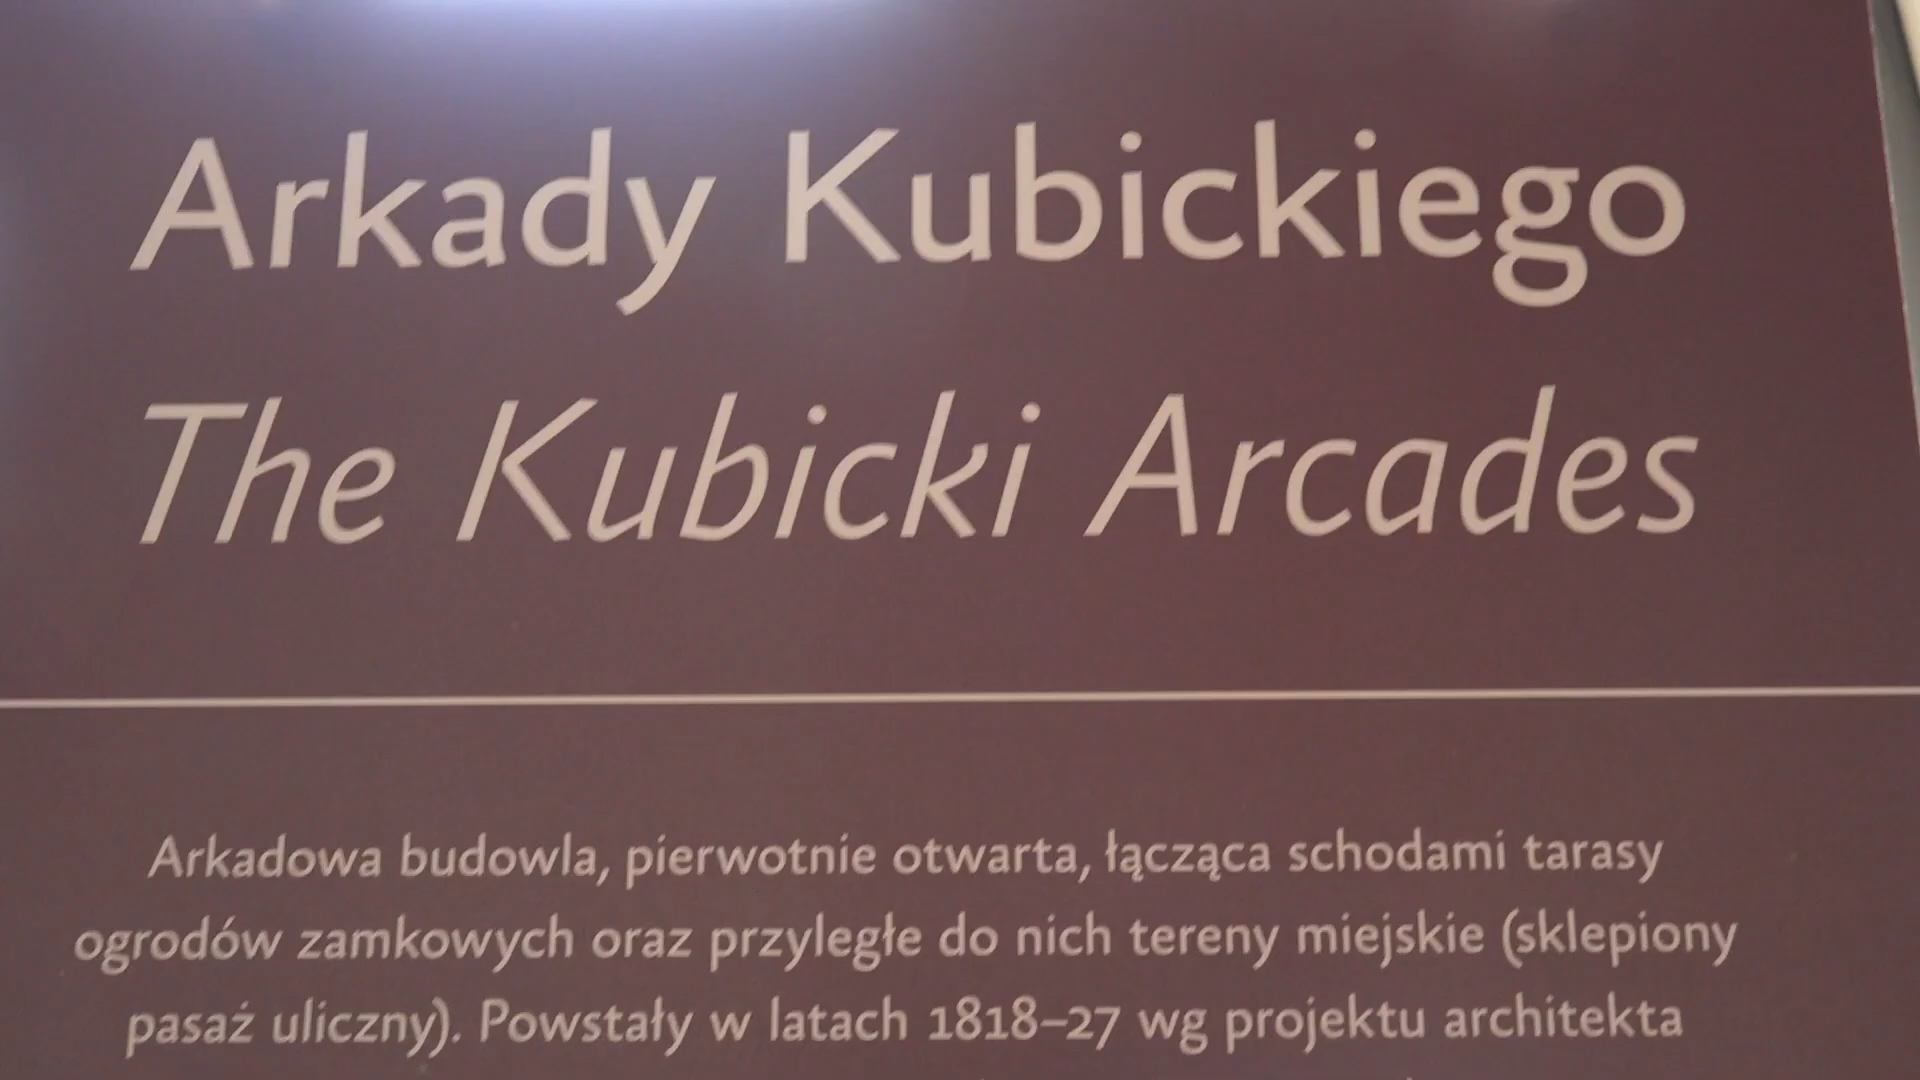 Arkady Kubickiego
The Kubicki Arcades
Arkadowa budowla, pierwotnie otwarta, łącząca schodami tarasy
ogrodów zamkowych oraz przyległe do nich tereny miejskie (sklepiony
pasaż uliczny). Powstały w latach 1818–27 wg projektu architekta